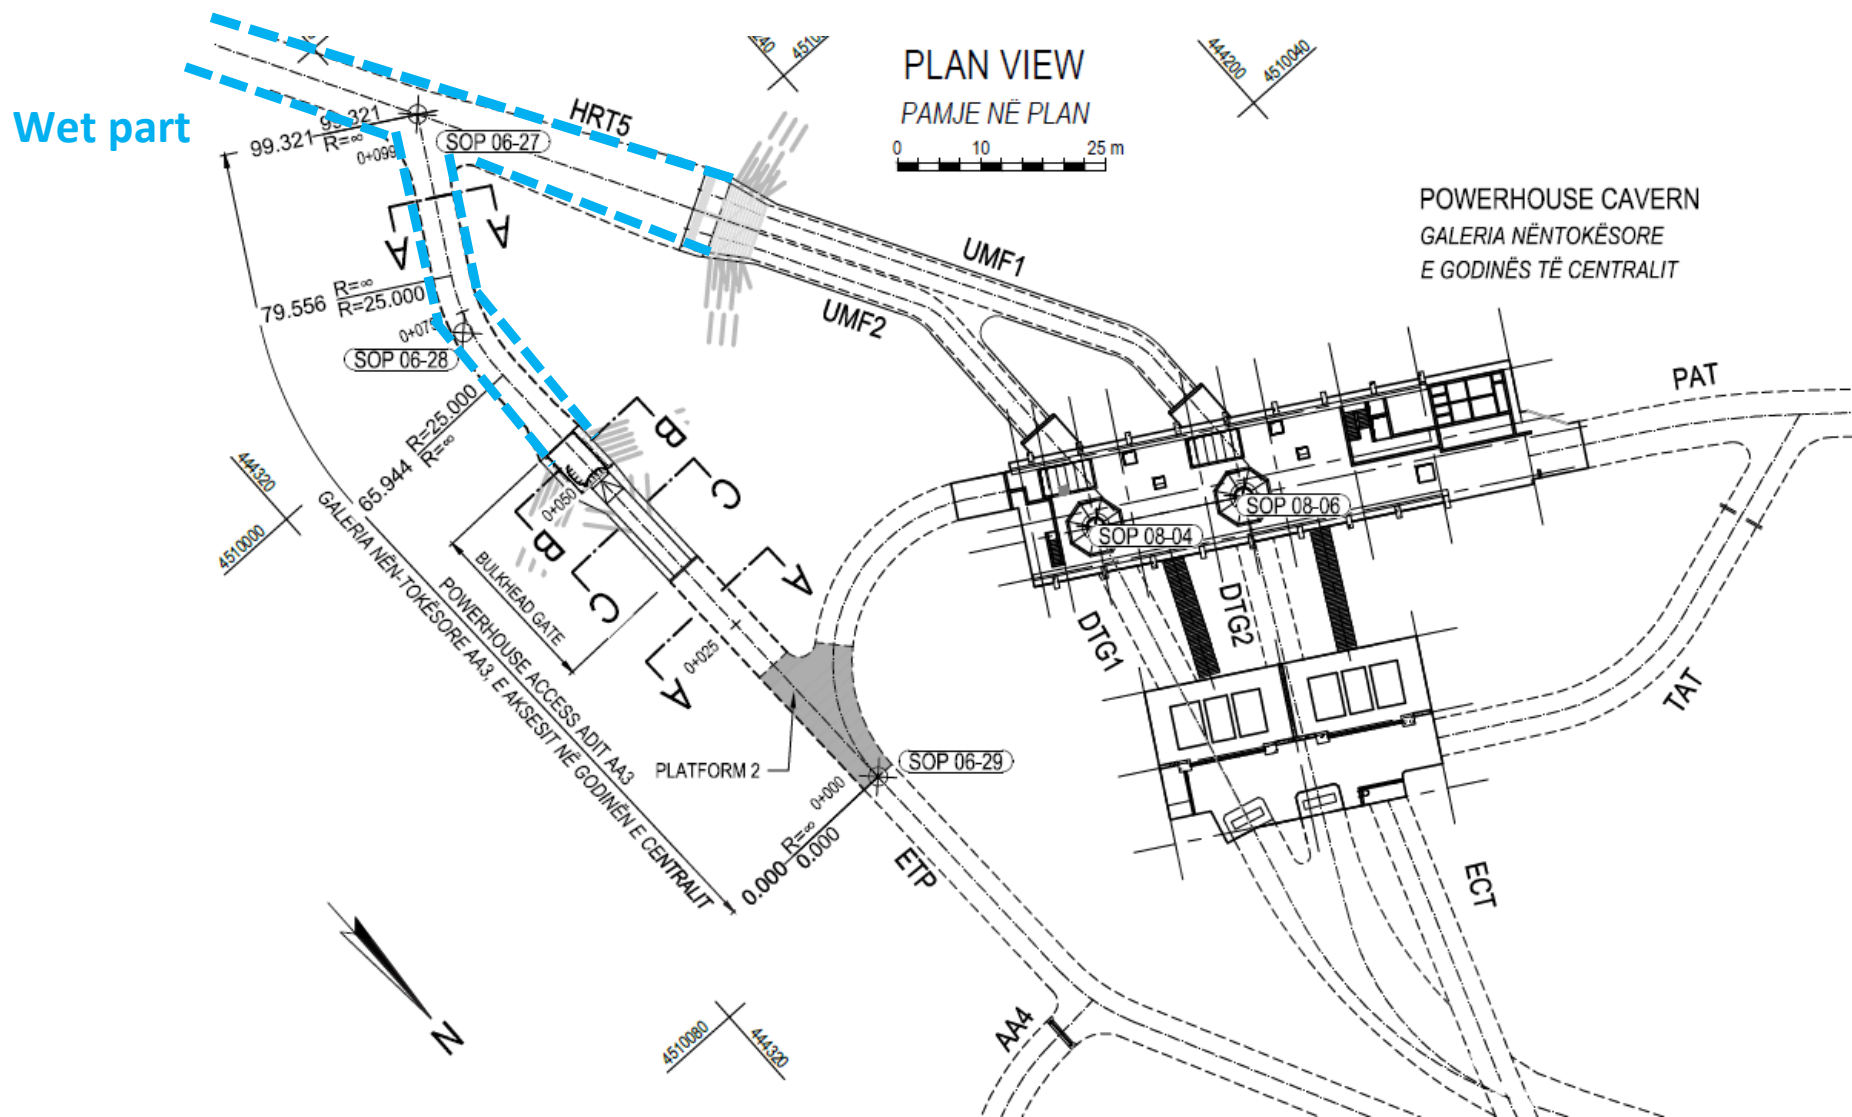 PLAN VIEW
PAMJE NË PLAN
0 10 25 m
444200
4510040
Wet part
HRT5
99.321 99.321
R=∞
0+099
SOP 06-27
A
A
POWERHOUSE CAVERN
GALERIA NËNTOKËSORE
E GODINËS TË CENTRALIT
UMF1
UMF2
79.556
R=∞
R=25.000
SOP 06-28
R=25.000
R=∞
65.944
PAT
B
B
C
C
444320
4510000
0+050
SOP 08-06
SOP 08-04
BULKHEAD GATE
POWERHOUSE ACCESS ADIT AA3
GALERIA NËN-TOKËSORE AA3, E AKSESIT NË GODINËN E CENTRALIT
A
A
0+025
DTG1
DTG2
TAT
PLATFORM 2
SOP 06-29
0+000
R=∞
0.000 0.000
ETP
ECT
N
AA4
4510080
444320